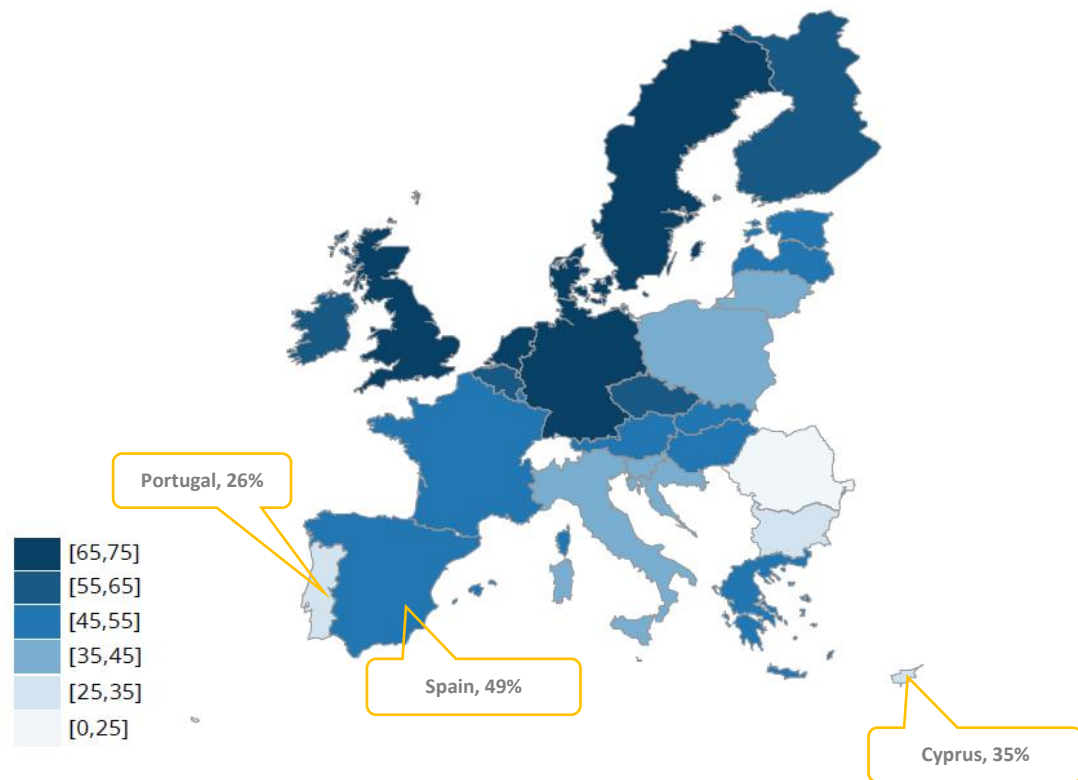 Portugal, 26%
[65,75]
[55,65]
[45,55]
[35,45]
[25,35]
[0,25]
Spain, 49%
Cyprus, 35%